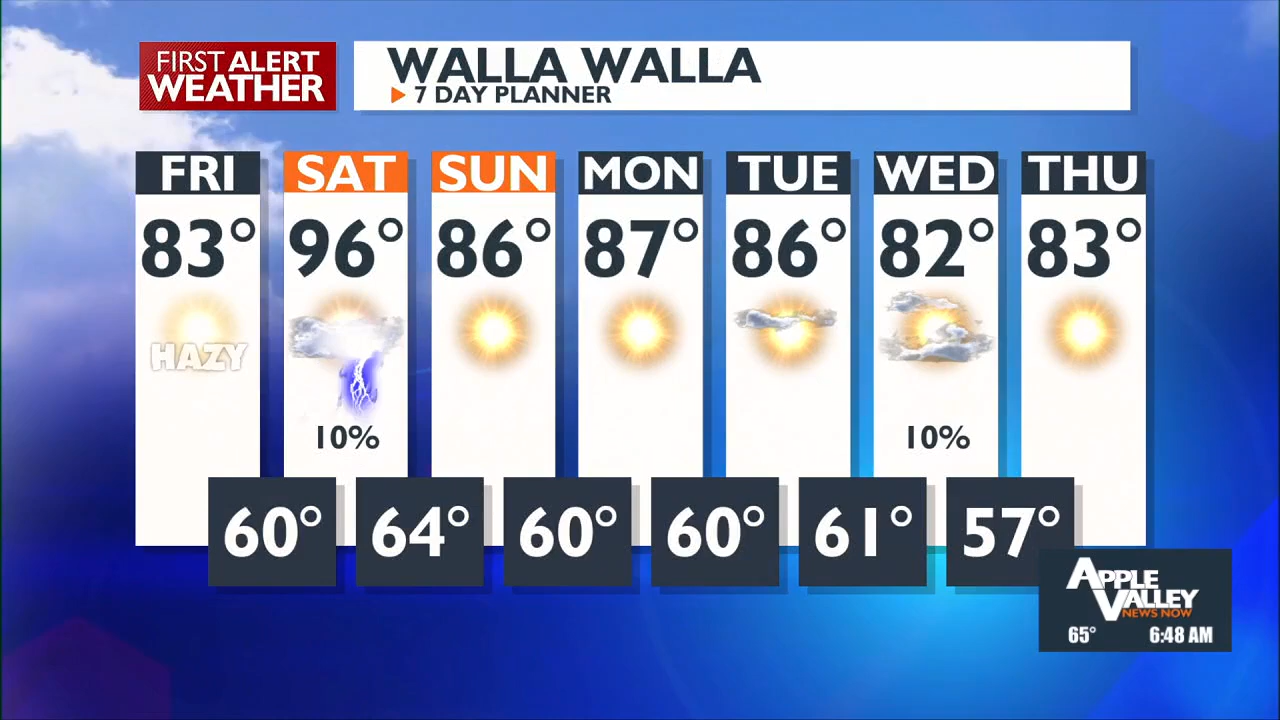 FIRST ALERT
WEATHER
WALLA WALLA
7 DAY PLANNER
FRI SAT SUN MON TUE WED THU
83° 96° 86° 87° 86° 82° 83°
HAZY
10% 10%
60° 64° 60° 60° 61° 57°
APPLE
VALLEY
NEWS NOW
65° 6:48 AM